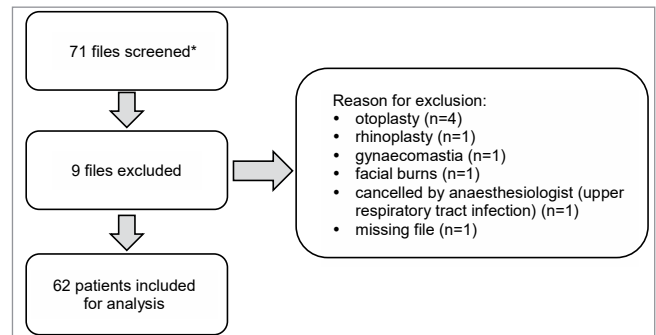 71 files screened*
9 files excluded
Reason for exclusion:
• otoplasty (n=4)
• rhinoplasty (n=1)
• gynaecomastia (n=1)
• facial burns (n=1)
• cancelled by anaesthesiologist (upper
respiratory tract infection) (n=1)
• missing file (n=1)
62 patients included
for analysis